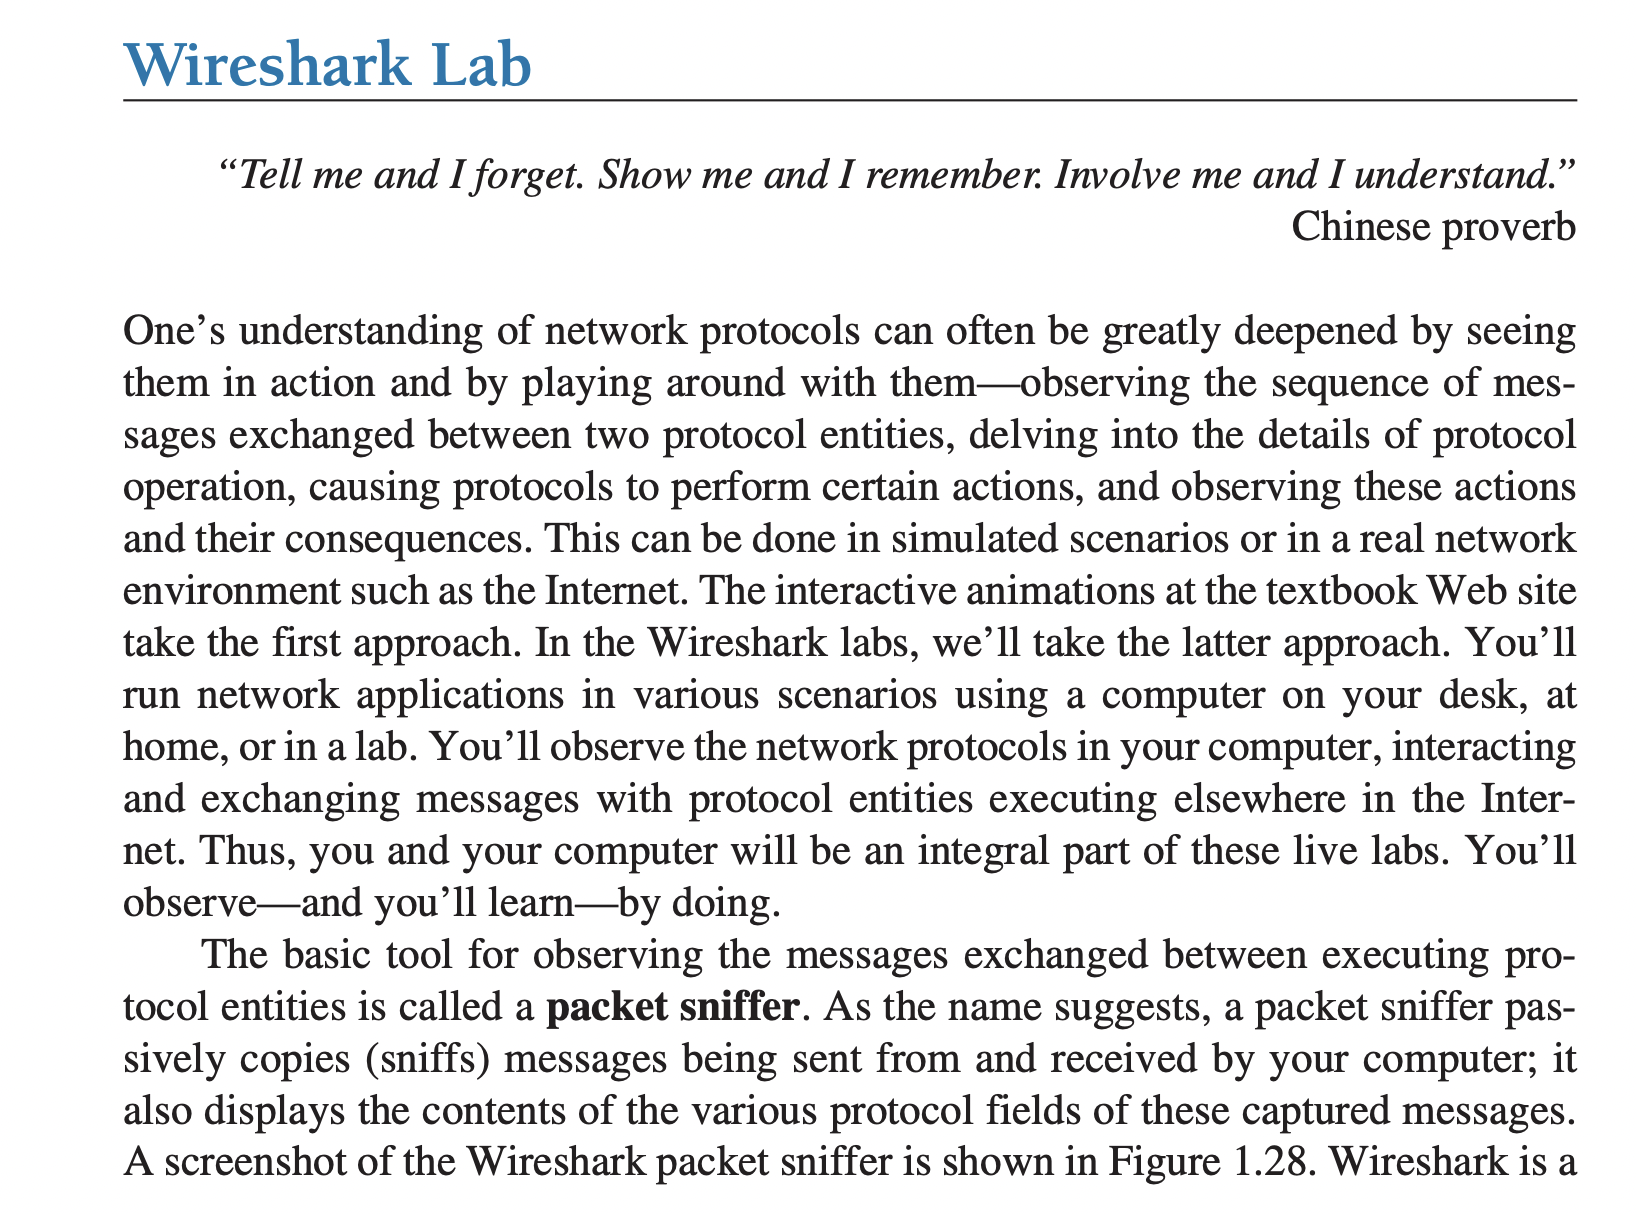 Wireshark Lab
“Tell me and I forget. Show me and I remember. Involve me and I understand.”
Chinese proverb
One’s understanding of network protocols can often be greatly deepened by seeing
them in action and by playing around with them—observing the sequence of mes-
sages exchanged between two protocol entities, delving into the details of protocol
operation, causing protocols to perform certain actions, and observing these actions
and their consequences. This can be done in simulated scenarios or in a real network
environment such as the Internet. The interactive animations at the textbook Web site
take the first approach. In the Wireshark labs, we’ll take the latter approach. You’ll
run network applications in various scenarios using a computer on your desk, at
home, or in a lab. You’ll observe the network protocols in your computer, interacting
and exchanging messages with protocol entities executing elsewhere in the Inter-
net. Thus, you and your computer will be an integral part of these live labs. You’ll
observe—and you’ll learn—by doing.
The basic tool for observing the messages exchanged between executing pro-
tocol entities is called a packet sniffer. As the name suggests, a packet sniffer pas-
sively copies (sniffs) messages being sent from and received by your computer; it
also displays the contents of the various protocol fields of these captured messages.
A screenshot of the Wireshark packet sniffer is shown in Figure 1.28. Wireshark is a